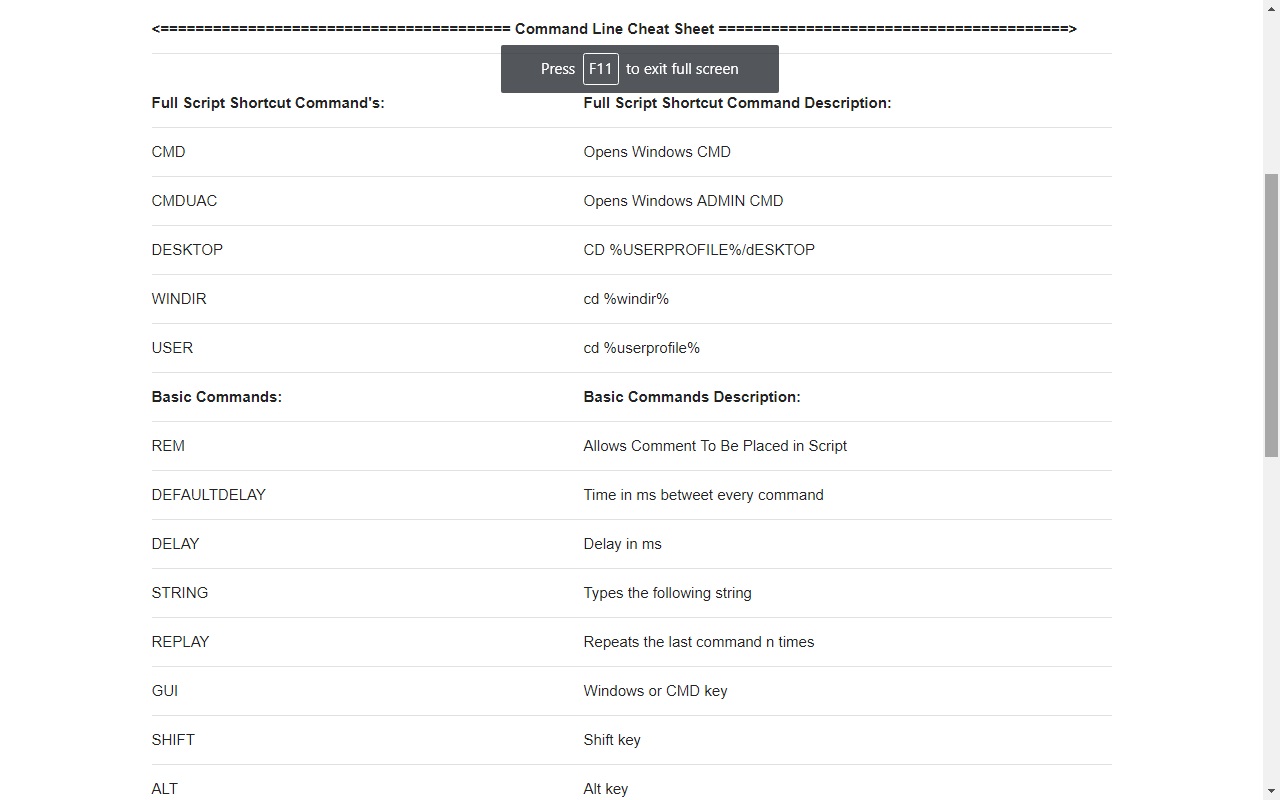 <======================================= Command Line Cheat Sheet =======================================>
Press F11 to exit full screen
Full Script Shortcut Command's: Full Script Shortcut Command Description:
CMD Opens Windows CMD
CMDUAC Opens Windows ADMIN CMD
DESKTOP CD %USERPROFILE%/dESKTOP
WINDIR cd %windir%
USER cd %userprofile%
Basic Commands: Basic Commands Description:
REM Allows Comment To Be Placed in Script
DEFAULTDELAY Time in ms betweet every command
DELAY Delay in ms
STRING Types the following string
REPLAY Repeats the last command n times
GUI Windows or CMD key
SHIFT Shift key
ALT Alt key